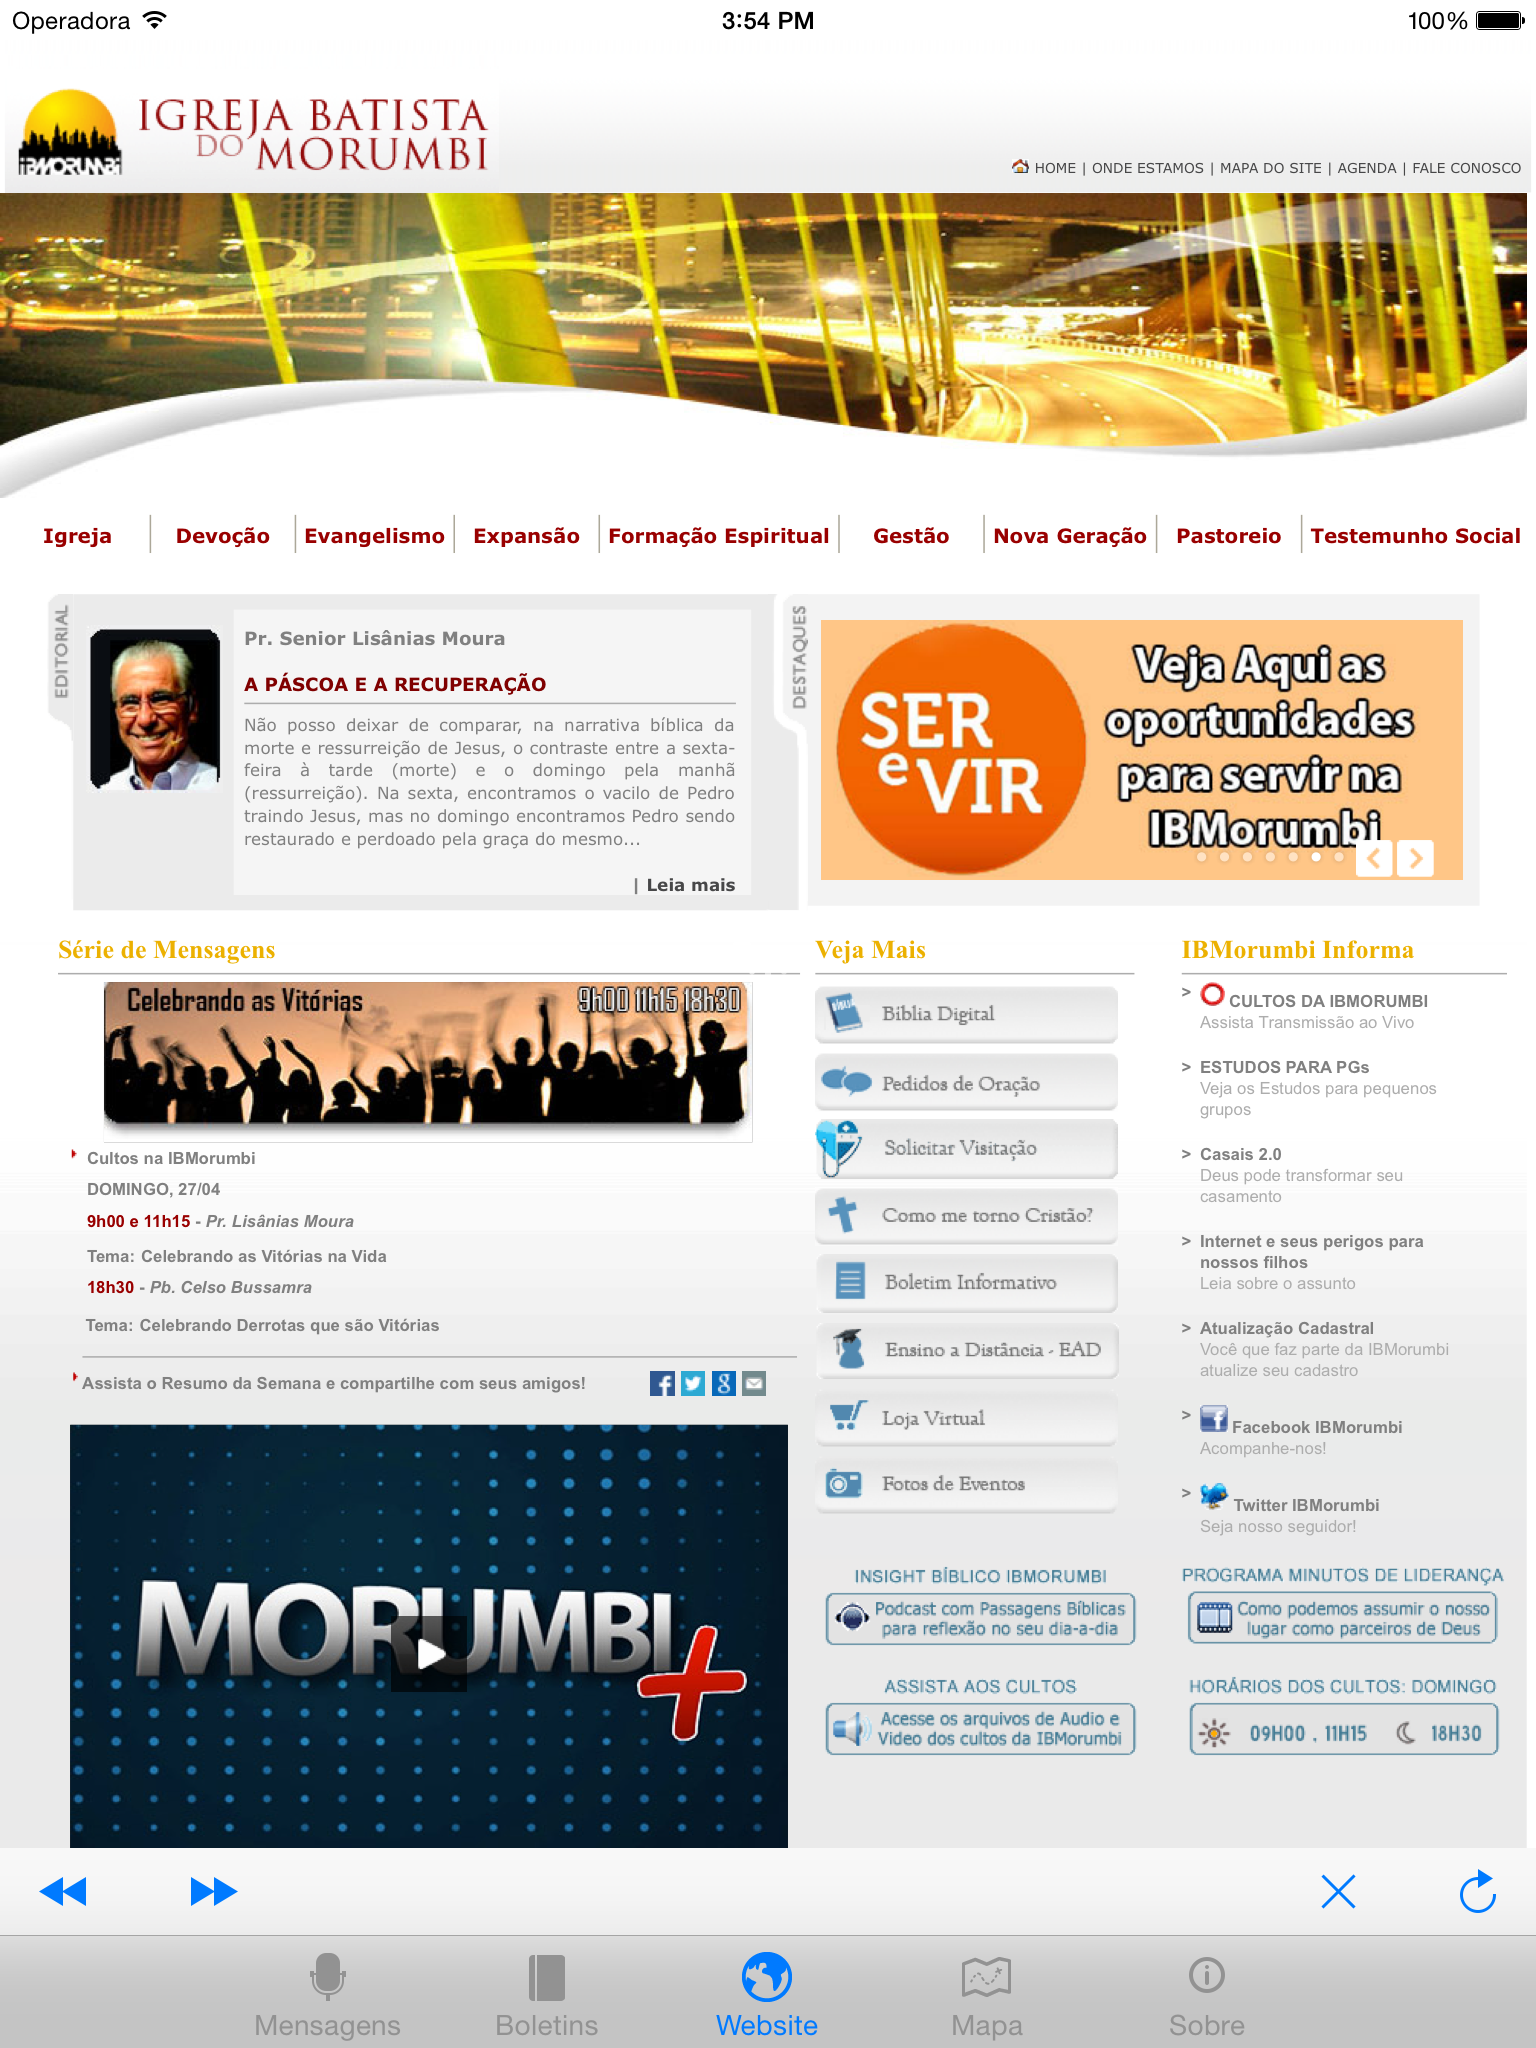 Operadora
3:54 PM
100%
IGREJA BATISTA
DO MORUMBI
IBMORUMBI
HOME | ONDE ESTAMOS | MAPA DO SITE | AGENDA | FALE CONOSCO
Igreja
Devoção
Evangelismo
Expansão
Formação Espiritual
Gestão
Nova Geração
Pastoreio
Testemunho Social
EDITORIAL
Pr. Senior Lisânias Moura
A PÁSCOA E A RECUPERAÇÃO
Não posso deixar de comparar, na narrativa bíblica da
morte e ressurreição de Jesus, o contraste entre a sexta-
feira à tarde (morte) e o domingo pela manhã
(ressurreição). Na sexta, encontramos o vacilo de Pedro
traindo Jesus, mas no domingo encontramos Pedro sendo
restaurado e perdoado pela graça do mesmo...
| Leia mais
DESTAQUES
SER
e VIR
Veja Aqui as
oportunidades
para servir na
IBMorumbi
Série de Mensagens
Celebrando as Vitórias
9h00 11h15 18h30
Cultos na IBMorumbi
DOMINGO, 27/04
9h00 e 11h15 - Pr. Lisânias Moura
Tema: Celebrando as Vitórias na Vida
18h30 - Pb. Celso Bussamra
Tema: Celebrando Derrotas que são Vitórias
Assista o Resumo da Semana e compartilhe com seus amigos!
MORUMBI+
Veja Mais
BÍBLIA
Bíblia Digital
Pedidos de Oração
Solicitar Visitação
Como me torno Cristão?
Boletim Informativo
Ensino a Distância - EAD
Loja Virtual
Fotos de Eventos
INSIGHT BÍBLICO IBMORUMBI
Podcast com Passagens Bíblicas
para reflexão no seu dia-a-dia
ASSISTA AOS CULTOS
Acesse os arquivos de Audio e
Video dos cultos da IBMorumbi
IBMorumbi Informa
> CULTOS DA IBMORUMBI
Assista Transmissão ao Vivo
> ESTUDOS PARA PGs
Veja os Estudos para pequenos
grupos
> Casais 2.0
Deus pode transformar seu
casamento
> Internet e seus perigos para
nossos filhos
Leia sobre o assunto
> Atualização Cadastral
Você que faz parte da IBMorumbi
atualize seu cadastro
> Facebook IBMorumbi
Acompanhe-nos!
> Twitter IBMorumbi
Seja nosso seguidor!
PROGRAMA MINUTOS DE LIDERANÇA
Como podemos assumir o nosso
lugar como parceiros de Deus
HORÁRIOS DOS CULTOS: DOMINGO
09H00 . 11H15 18H30
Mensagens
Boletins
Website
Mapa
Sobre